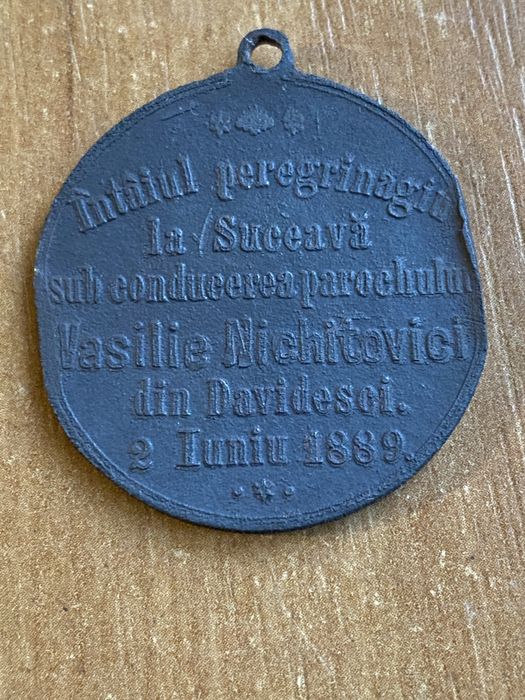 Întâiul peregrinagiu
la Suceavă
sub conducerea parochului
Vasilie Nichitovici
din Davidesci.
2 Iuniu 1889.